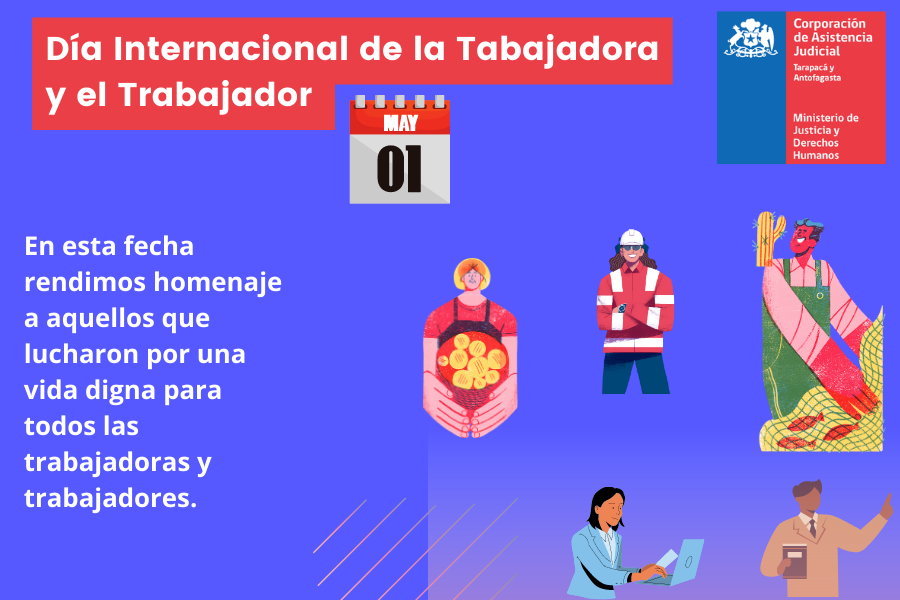 Día Internacional de la Tabajadora
y el Trabajador
MAY
01
Corporación
de Asistencia
Judicial
Tarapacá y
Antofagasta
Ministerio de
Justicia y
Derechos
Humanos
En esta fecha
rendimos homenaje
a aquellos que
lucharon por una
vida digna para
todos las
trabajadoras y
trabajadores.